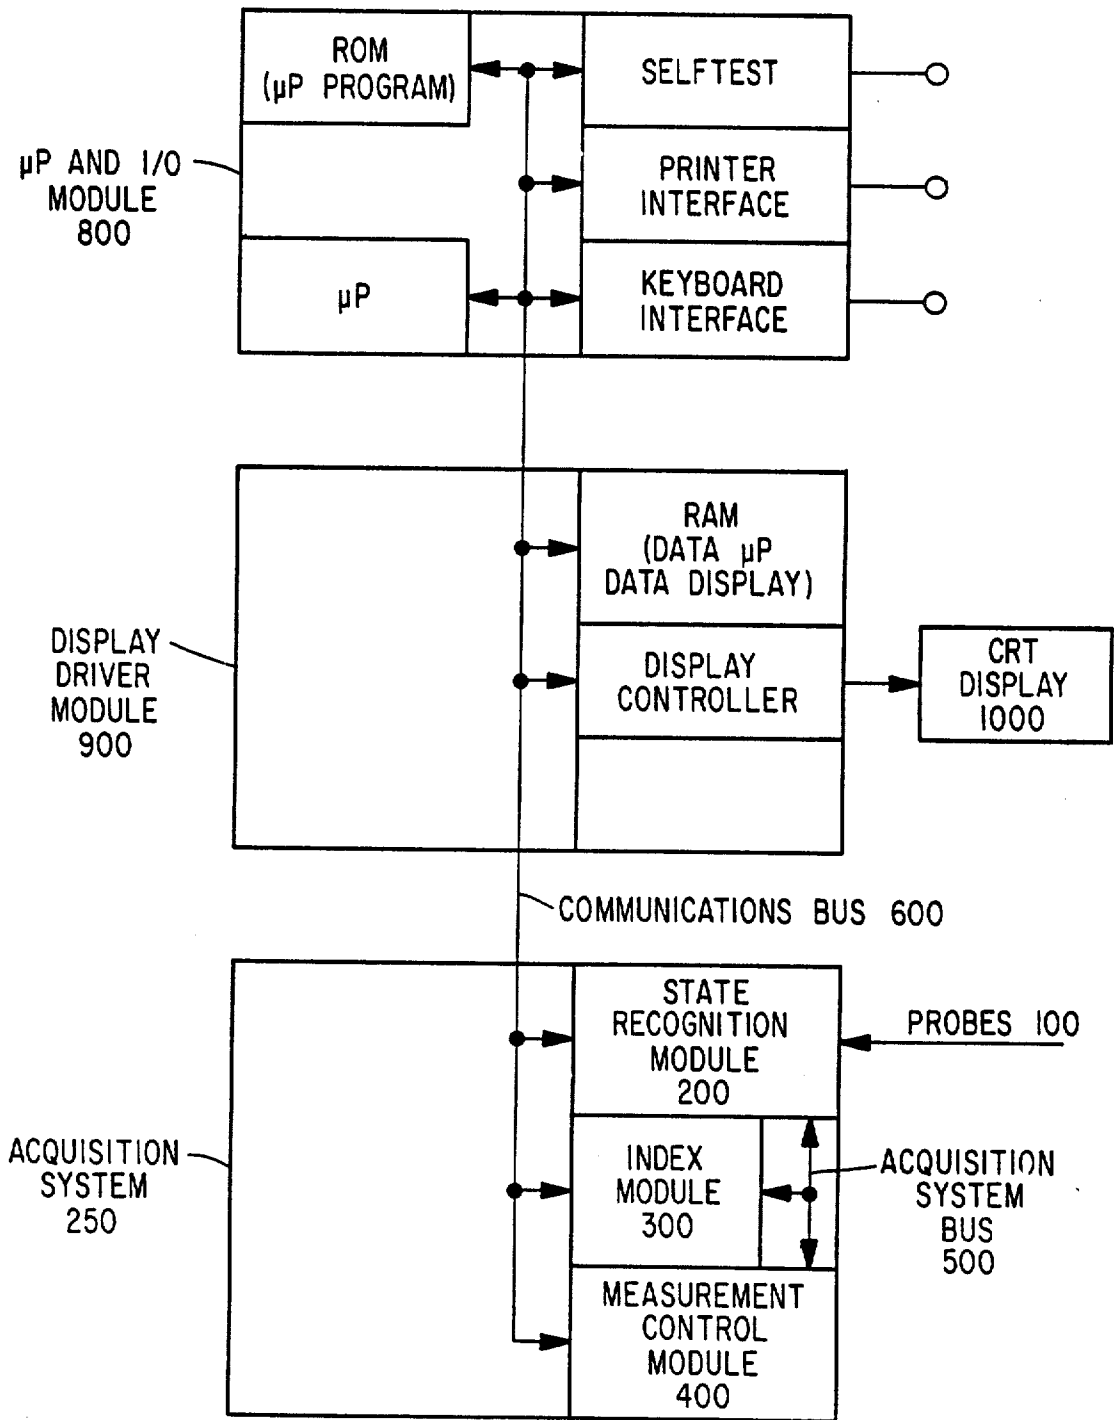 ROM
(µP PROGRAM)
SELFTEST
µP AND I/O
MODULE
800
PRINTER
INTERFACE
µP
KEYBOARD
INTERFACE
RAM
(DATA µP
DATA DISPLAY)
DISPLAY
DRIVER
MODULE
900
DISPLAY
CONTROLLER
CRT
DISPLAY
1000
COMMUNICATIONS BUS 600
STATE
RECOGNITION
MODULE
200
PROBES 100
ACQUISITION
SYSTEM
250
INDEX
MODULE
300
ACQUISITION
SYSTEM
BUS
500
MEASUREMENT
CONTROL
MODULE
400